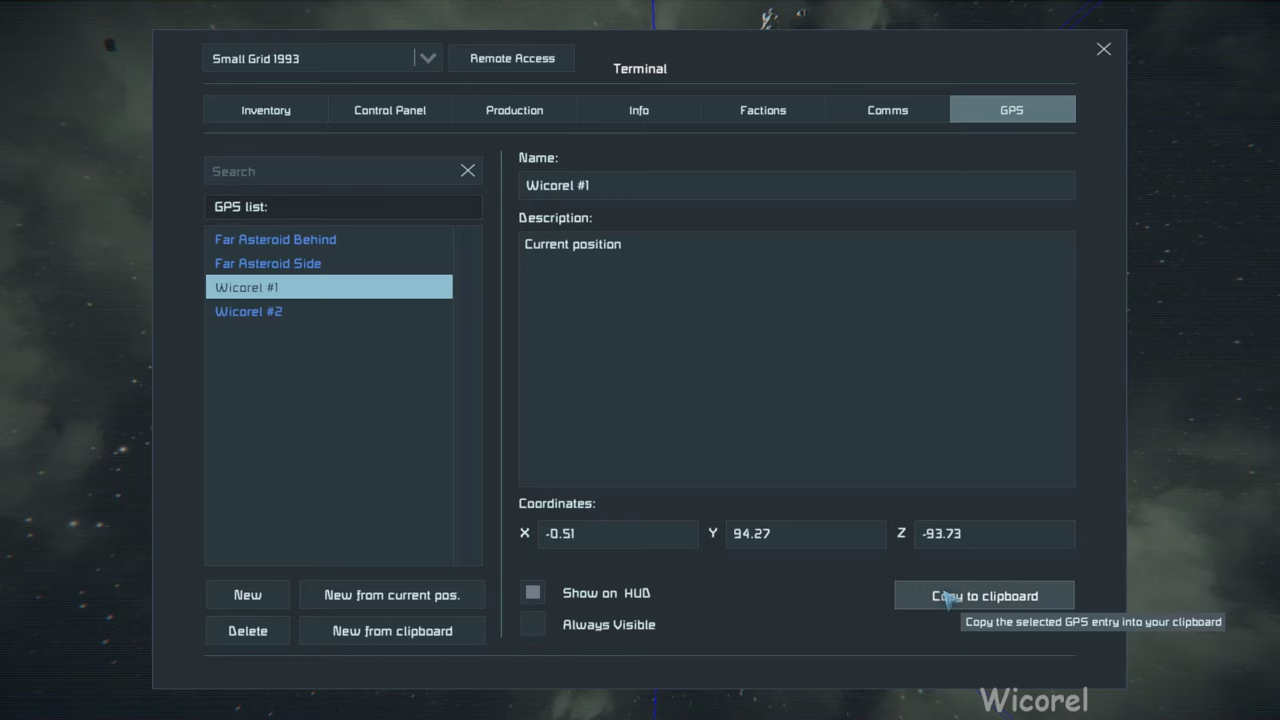 Small Grid 1993
Remote Access
Terminal
Inventory
Control Panel
Production
Info
Factions
Comms
GPS
Search
GPS list:
Far Asteroid Behind
Far Asteroid Side
Wicorel #1
Wicorel #2
New
New from current pos.
Delete
New from clipboard
Name:
Wicorel #1
Description:
Current position
Coordinates:
X -0.51 Y 94.27 Z -93.73
Show on HUD
Always Visible
Copy to clipboard
Copy the selected GPS entry into your clipboard
Wicorel